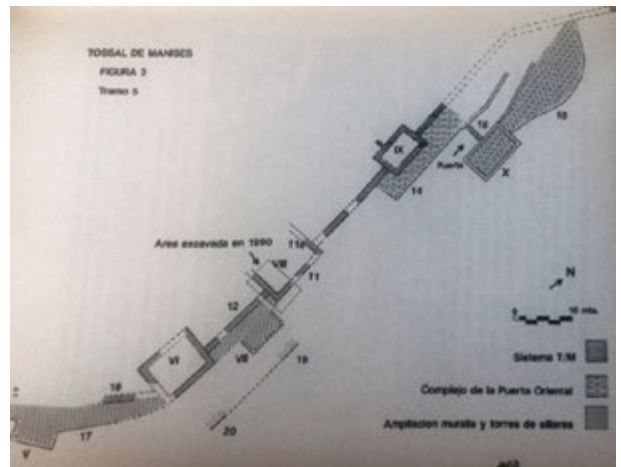 TOSSAL DE MANISES
FIGURA 3
Tramo 5
IX
16
15
Puerta
X
14
Area excavada en 1990
VIII
11
12
N
VI
VII
19
18
20
17
V
10 mts.
Sistema T/M
Complejo de la Puerta Oriental
Ampliacion muralla y torres de sillares